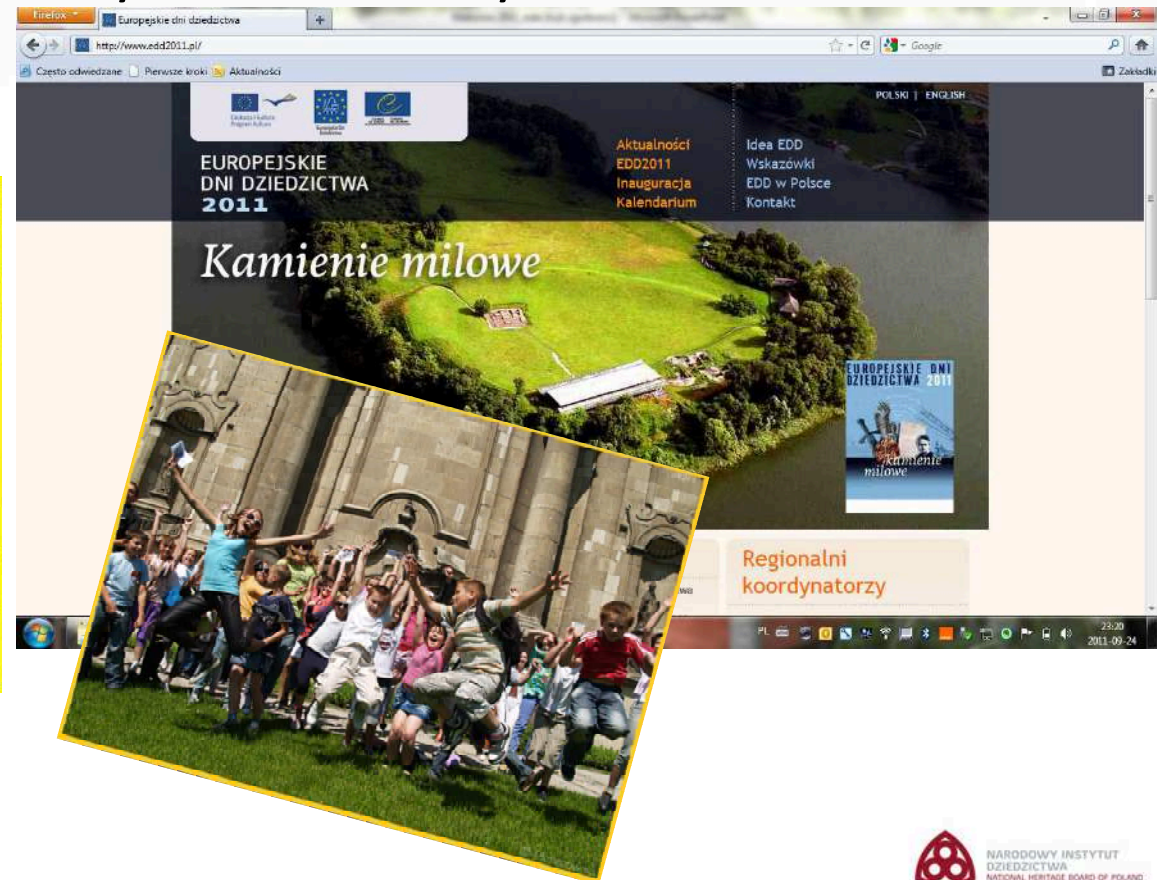 Firefox
Europejskie dni dziedzictwa
http://www.edd2011.pl/
Google
Często odwiedzane
Pierwsze kroki
Aktualności
Zakładki
POLSKI | ENGLISH
EUROPEJSKIE
DNI DZIEDZICTWA
2011
Aktualności
EDD2011
Inauguracja
Kalendarium
Idea EDD
Wskazówki
EDD w Polsce
Kontakt
Kamienie milowe
EUROPEJSKIE DNI
DZIEDZICTWA 2011
kamienie
milowe
Regionalni
koordynatorzy
PL
23:20
2011-09-24
NARODOWY INSTYTUT
DZIEDZICTWA
NATIONAL HERITAGE BOARD OF POLAND